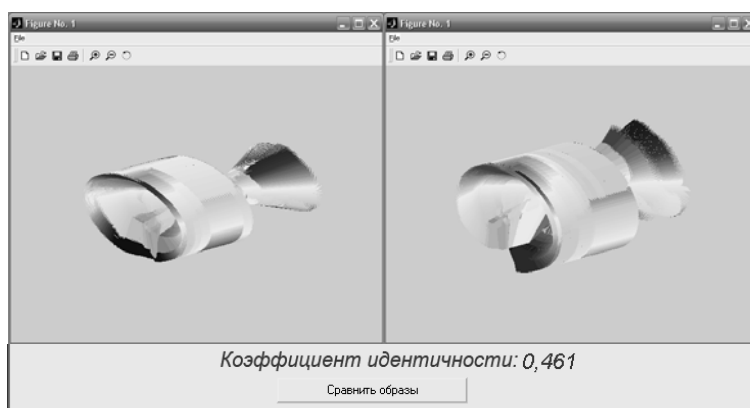 Figure No. 1
File
Figure No. 1
File
Коэффициент идентичности: 0,461
Сравнить образы